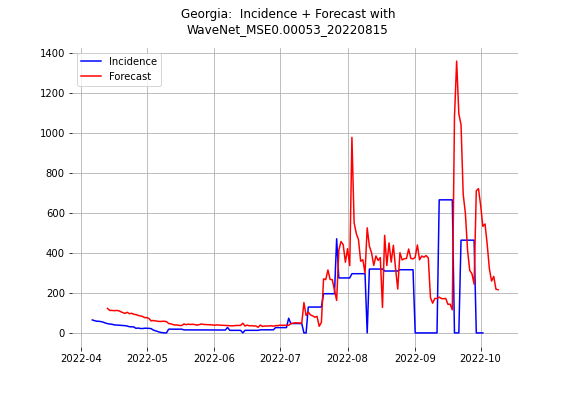 Georgia:  Incidence + Forecast with
WaveNet_MSE0.00053_20220815
Incidence
Forecast
1400
1200
1000
800
600
400
200
0
2022-04 2022-05 2022-06 2022-07 2022-08 2022-09 2022-10